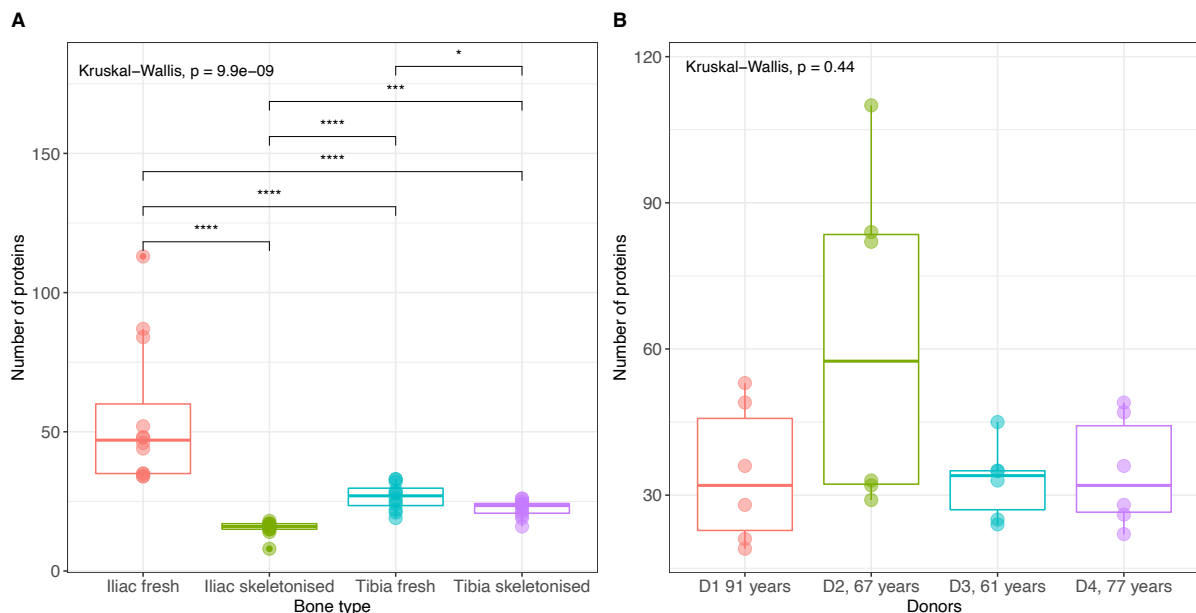 A
Kruskal−Wallis, p = 9.9e−09
*
***
****
****
****
****
Number of proteins
150
100
50
0
Iliac fresh Iliac skeletonised Tibia fresh Tibia skeletonised
Bone type
B
Kruskal−Wallis, p = 0.44
Number of proteins
120
90
60
30
D1 91 years D2, 67 years D3, 61 years D4, 77 years
Donors